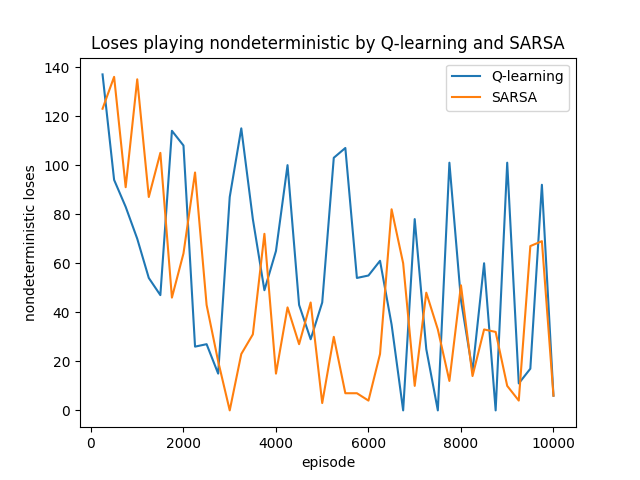 Loses playing nondeterministic by Q-learning and SARSA
Q-learning
SARSA
nondeterministic loses
140
120
100
80
60
40
20
0
0 2000 4000 6000 8000 10000
episode